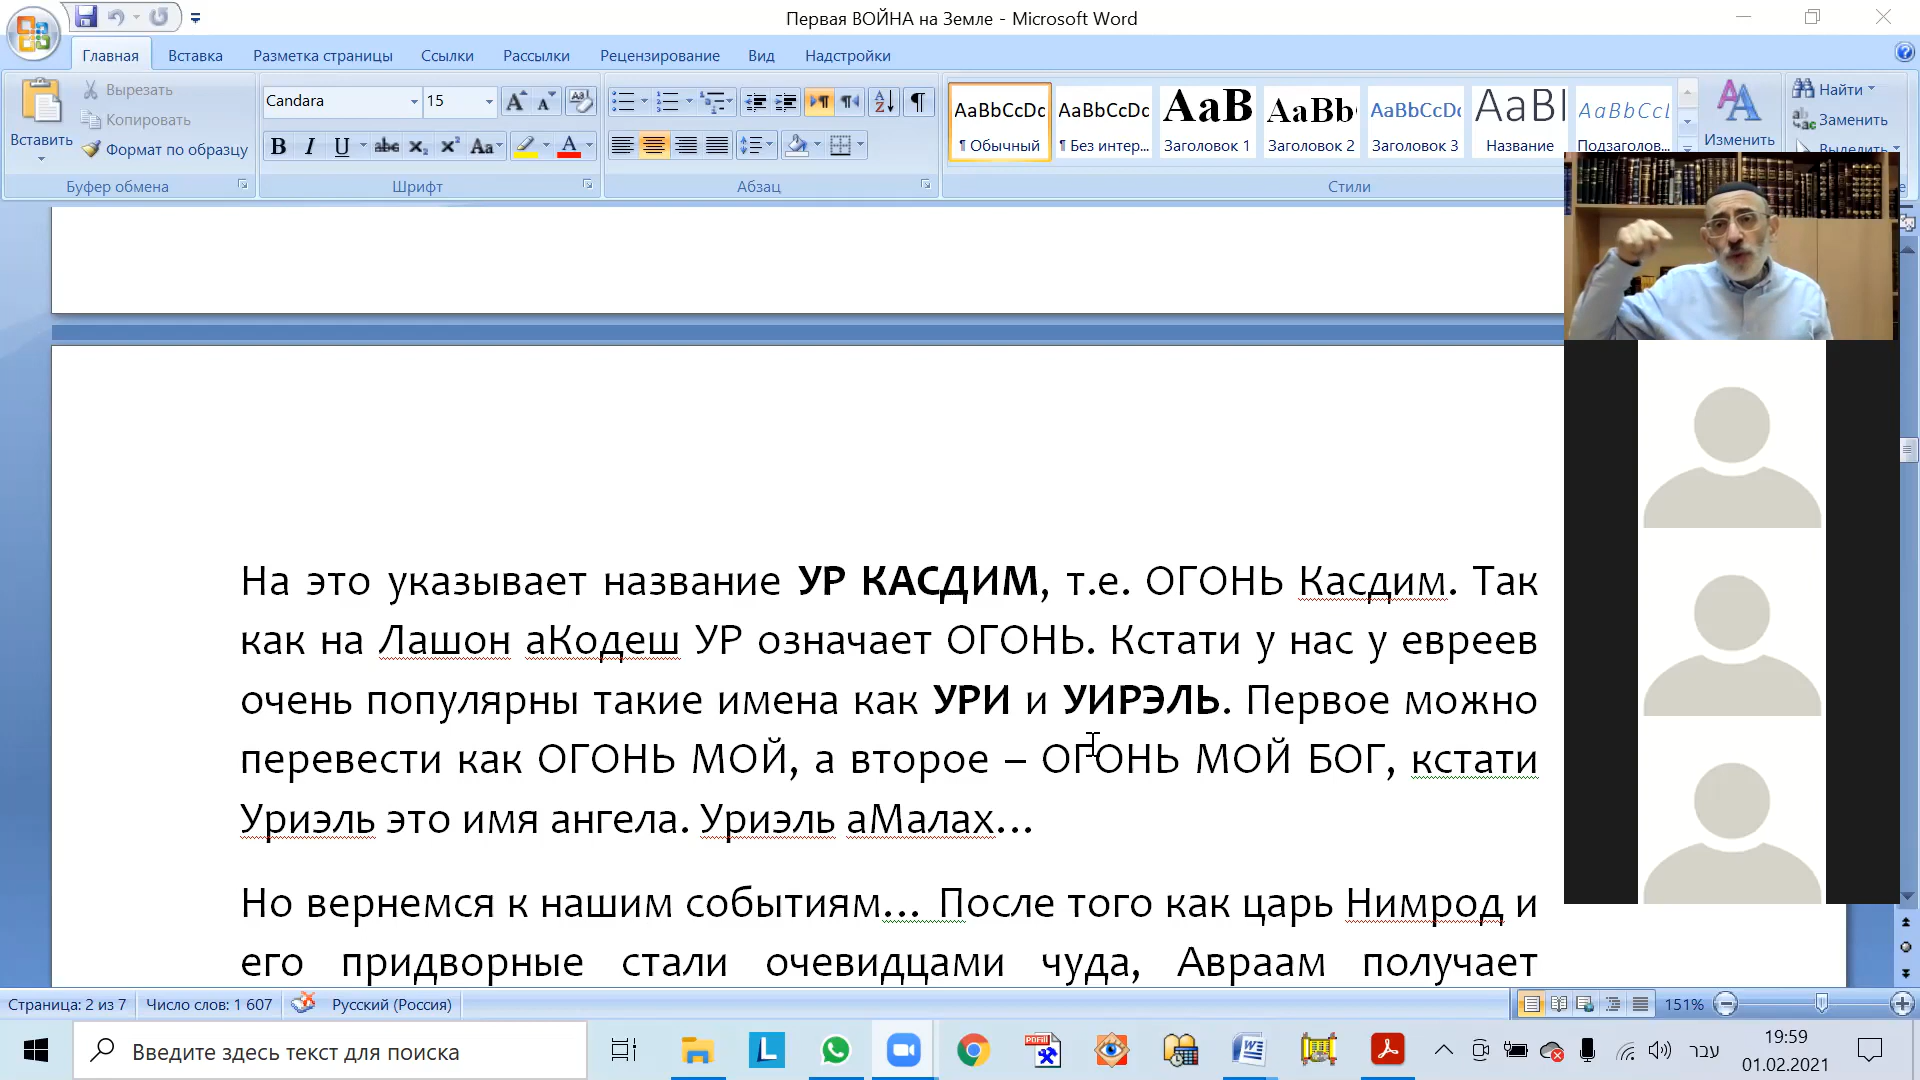 Первая ВОЙНА на Земле - Microsoft Word
Главная Вставка Разметка страницы Ссылки Рассылки Рецензирование Вид Надстройки
Вставить
Вырезать
Копировать
Формат по образцу
Буфер обмена
Candara 15
Шрифт
Абзац
AaBbCcDc AaBbCcDc AaB AaBb AaBbCcDc AaBl AaBbCcL
¶ Обычный ¶ Без интер... Заголовок 1 Заголовок 2 Заголовок 3 Название Подзаголов...
Стили
Изменить
Найти
Заменить
Выделить
На это указывает название УР КАСДИМ, т.е. ОГОНЬ Касдим. Так
как на Лашон аКодеш УР означает ОГОНЬ. Кстати у нас у евреев
очень популярны такие имена как УРИ и УИРЭЛЬ. Первое можно
перевести как ОГОНЬ МОЙ, а второе – ОГОНЬ МОЙ БОГ, кстати
Уриэль это имя ангела. Уриэль аМалах...
Но вернемся к нашим событиям... После того как царь Нимрод и
его придворные стали очевидцами чуда, Авраам получает
Страница: 2 из 7 Число слов: 1 607 Русский (Россия) 151%
Введите здесь текст для поиска
עבר
19:59
01.02.2021